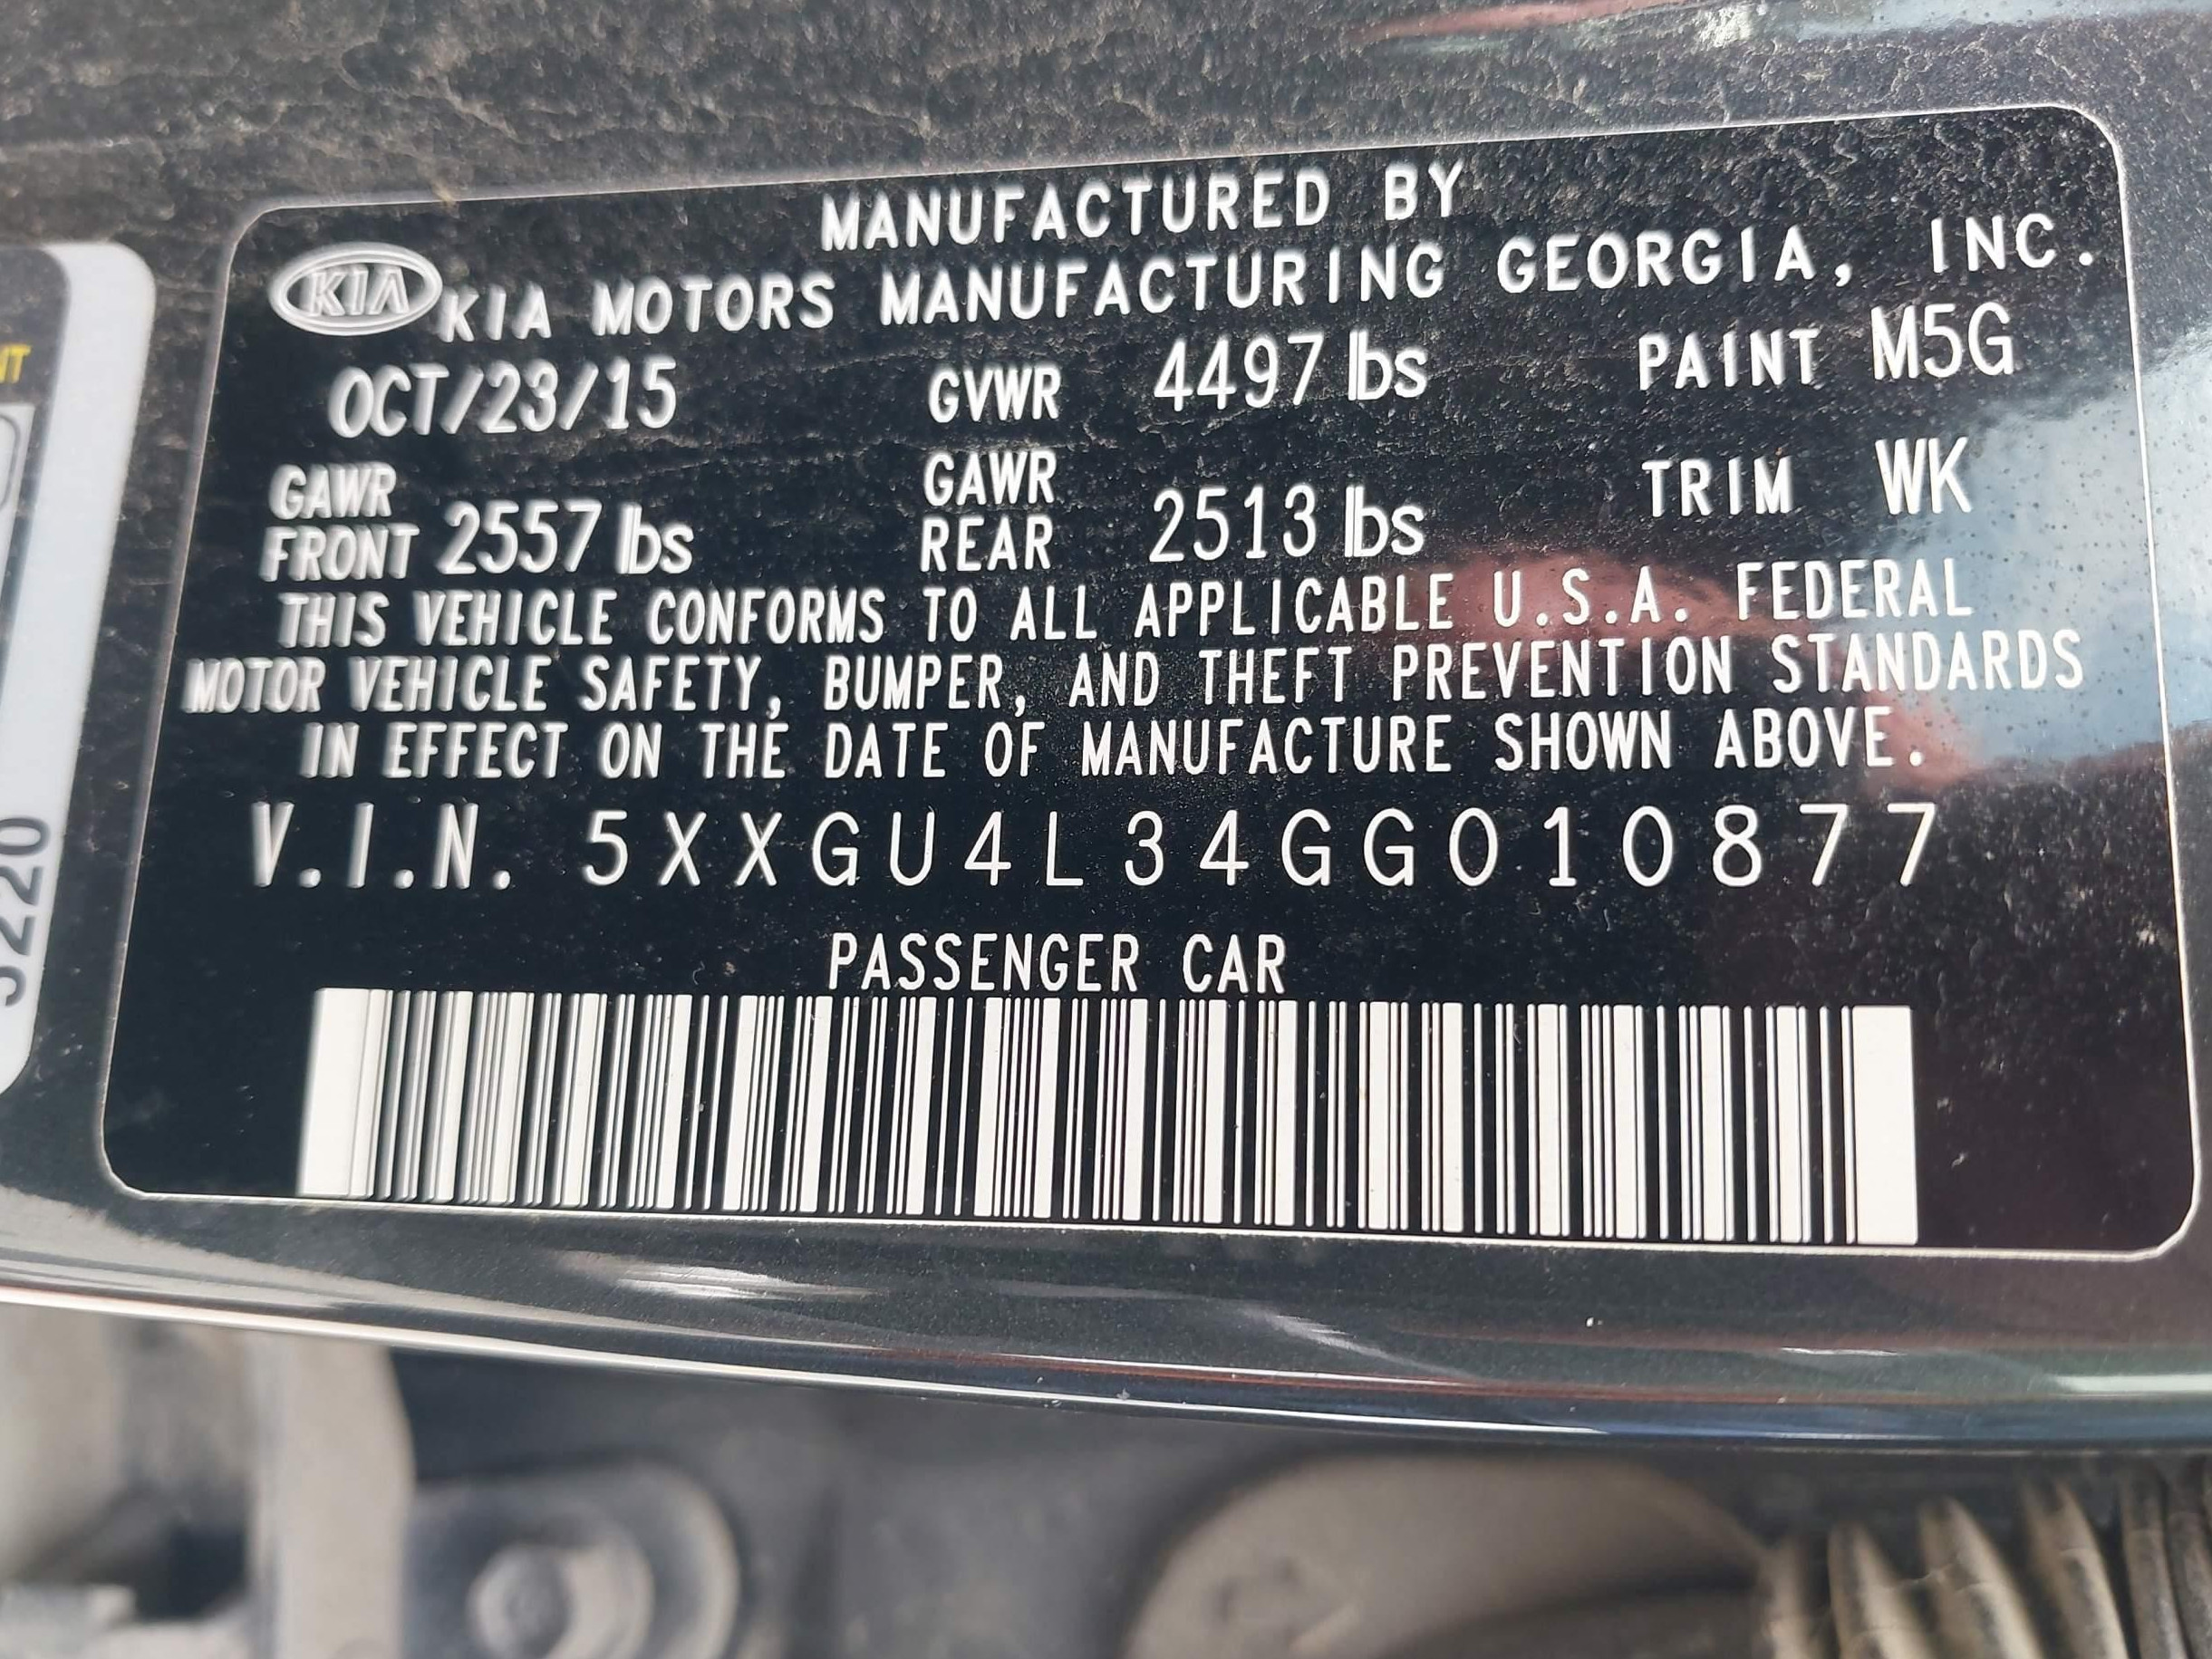 MANUFACTURED BY
KIA KIA MOTORS MANUFACTURING GEORGIA, INC.
OCT/23/15 GVWR 4497 lbs PAINT M5G
GAWR FRONT 2557 lbs GAWR REAR 2513 lbs TRIM WK
THIS VEHICLE CONFORMS TO ALL APPLICABLE U.S.A. FEDERAL
MOTOR VEHICLE SAFETY, BUMPER, AND THEFT PREVENTION STANDARDS
IN EFFECT ON THE DATE OF MANUFACTURE SHOWN ABOVE.
V.I.N. 5XXGU4L34GG010877
PASSENGER CAR